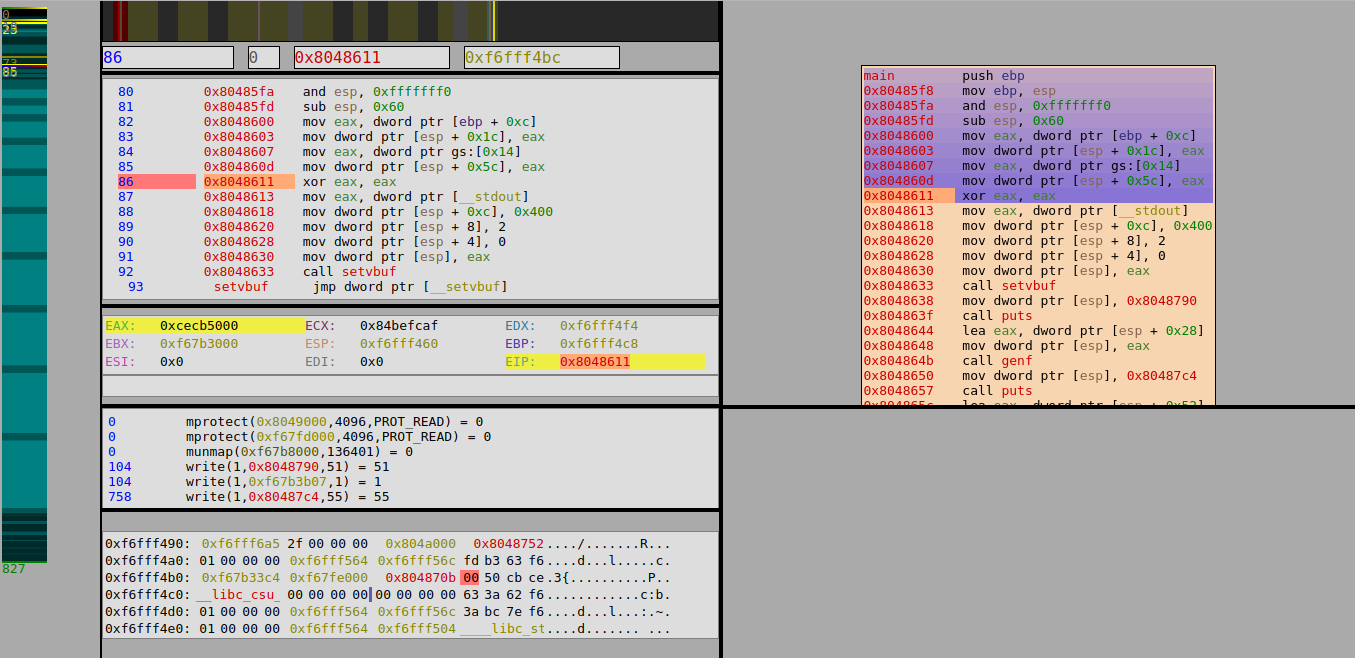 0
23
73
85
827
86 0 0x8048611 0xf6fff4bc
80 0x80485fa and esp, 0xfffffff0
81 0x80485fd sub esp, 0x60
82 0x8048600 mov eax, dword ptr [ebp + 0xc]
83 0x8048603 mov dword ptr [esp + 0x1c], eax
84 0x8048607 mov eax, dword ptr gs:[0x14]
85 0x804860d mov dword ptr [esp + 0x5c], eax
86 0x8048611 xor eax, eax
87 0x8048613 mov eax, dword ptr [__stdout]
88 0x8048618 mov dword ptr [esp + 0xc], 0x400
89 0x8048620 mov dword ptr [esp + 8], 2
90 0x8048628 mov dword ptr [esp + 4], 0
91 0x8048630 mov dword ptr [esp], eax
92 0x8048633 call setvbuf
93 setvbuf jmp dword ptr [__setvbuf]
EAX: 0xcecb5000 ECX: 0x84befcaf EDX: 0xf6fff4f4
EBX: 0xf67b3000 ESP: 0xf6fff460 EBP: 0xf6fff4c8
ESI: 0x0 EDI: 0x0 EIP: 0x8048611
0 mprotect(0x8049000,4096,PROT_READ) = 0
0 mprotect(0xf67fd000,4096,PROT_READ) = 0
0 munmap(0xf67b8000,136401) = 0
104 write(1,0x8048790,51) = 51
104 write(1,0xf67b3b07,1) = 1
758 write(1,0x80487c4,55) = 55
0xf6fff490: 0xf6fff6a5 2f 00 00 00 0x804a000 0x8048752..../.......R...
0xf6fff4a0: 01 00 00 00 0xf6fff564 0xf6fff56c fd b3 63 f6....d...l.....c.
0xf6fff4b0: 0xf67b33c4 0xf67fe000 0x804870b 00 50 cb ce.3{..........P..
0xf6fff4c0: __libc_csu_ 00 00 00 00 00 00 00 00 63 3a 62 f6............c:b.
0xf6fff4d0: 01 00 00 00 0xf6fff564 0xf6fff56c 3a bc 7e f6....d...l...:.~.
0xf6fff4e0: 01 00 00 00 0xf6fff564 0xf6fff504 ____libc_st....d....... ...
main push ebp
0x80485f8 mov ebp, esp
0x80485fa and esp, 0xfffffff0
0x80485fd sub esp, 0x60
0x8048600 mov eax, dword ptr [ebp + 0xc]
0x8048603 mov dword ptr [esp + 0x1c], eax
0x8048607 mov eax, dword ptr gs:[0x14]
0x804860d mov dword ptr [esp + 0x5c], eax
0x8048611 xor eax, eax
0x8048613 mov eax, dword ptr [__stdout]
0x8048618 mov dword ptr [esp + 0xc], 0x400
0x8048620 mov dword ptr [esp + 8], 2
0x8048628 mov dword ptr [esp + 4], 0
0x8048630 mov dword ptr [esp], eax
0x8048633 call setvbuf
0x8048638 mov dword ptr [esp], 0x8048790
0x804863f call puts
0x8048644 lea eax, dword ptr [esp + 0x28]
0x8048648 mov dword ptr [esp], eax
0x804864b call genf
0x8048650 mov dword ptr [esp], 0x80487c4
0x8048657 call puts